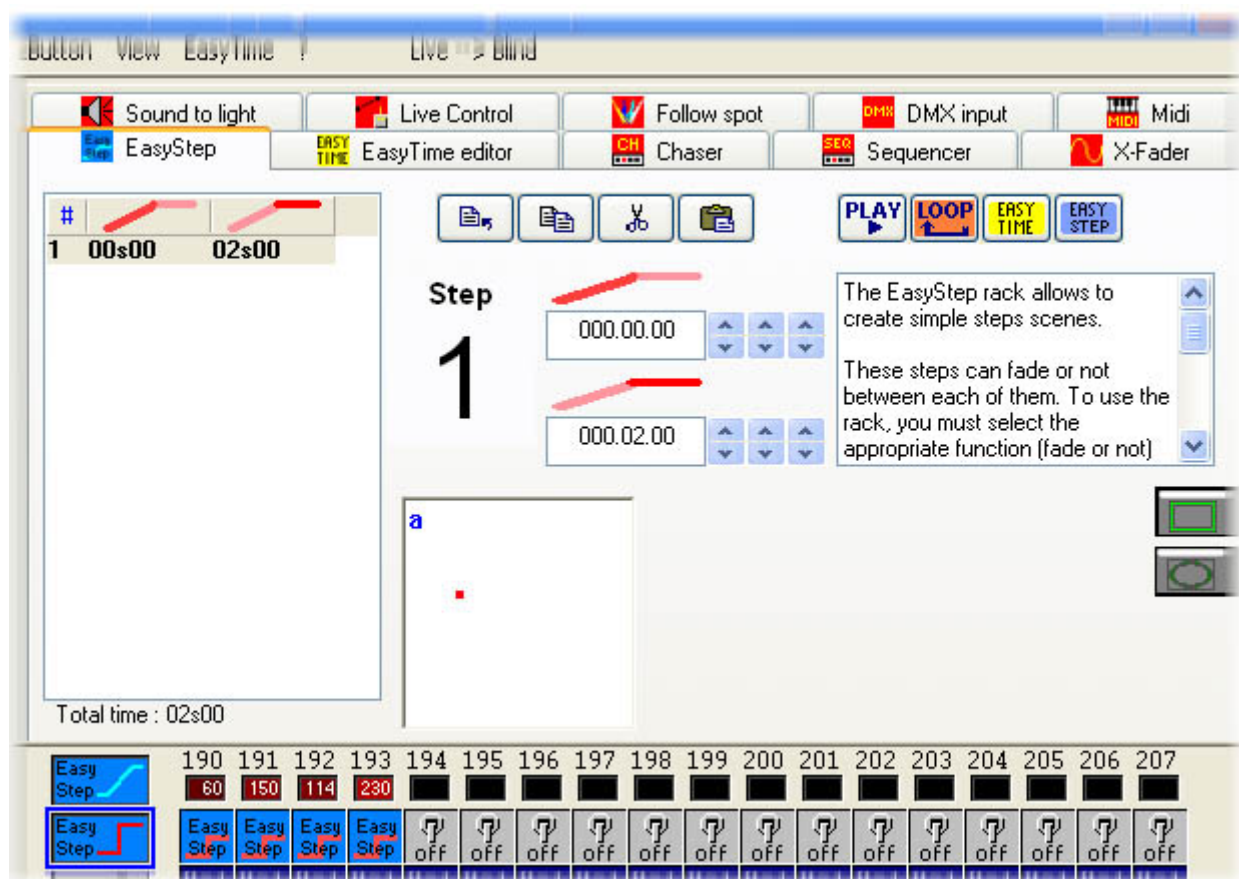 Button View EasyTime ? Live => Blind
Sound to light Live Control Follow spot DMX DMX input MIDI Midi
Easy Step EasyStep EASY TIME EasyTime editor CH Chaser SEQ Sequencer X-Fader
#
1 00s00 02s00
PLAY LOOP EASY TIME EASY STEP
Step
1
000.00.00
000.02.00
The EasyStep rack allows to
create simple steps scenes.
These steps can fade or not
between each of them. To use the
rack, you must select the
appropriate function (fade or not)
a
Total time : 02s00
Easy Step
190 191 192 193 194 195 196 197 198 199 200 201 202 203 204 205 206 207
60 150 114 230
Easy Step
Easy Step Easy Step Easy Step Easy Step off off off off off off off off off off off off off off